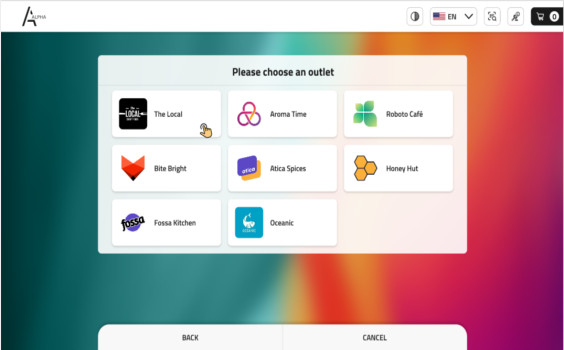 ALPHA
EN
0
Please choose an outlet
The
LOCAL
The Local
Aroma Time
Roboto Café
Bite Bright
atica
Atica Spices
Honey Hut
fossa
Fossa Kitchen
Oceanic
BACK
CANCEL